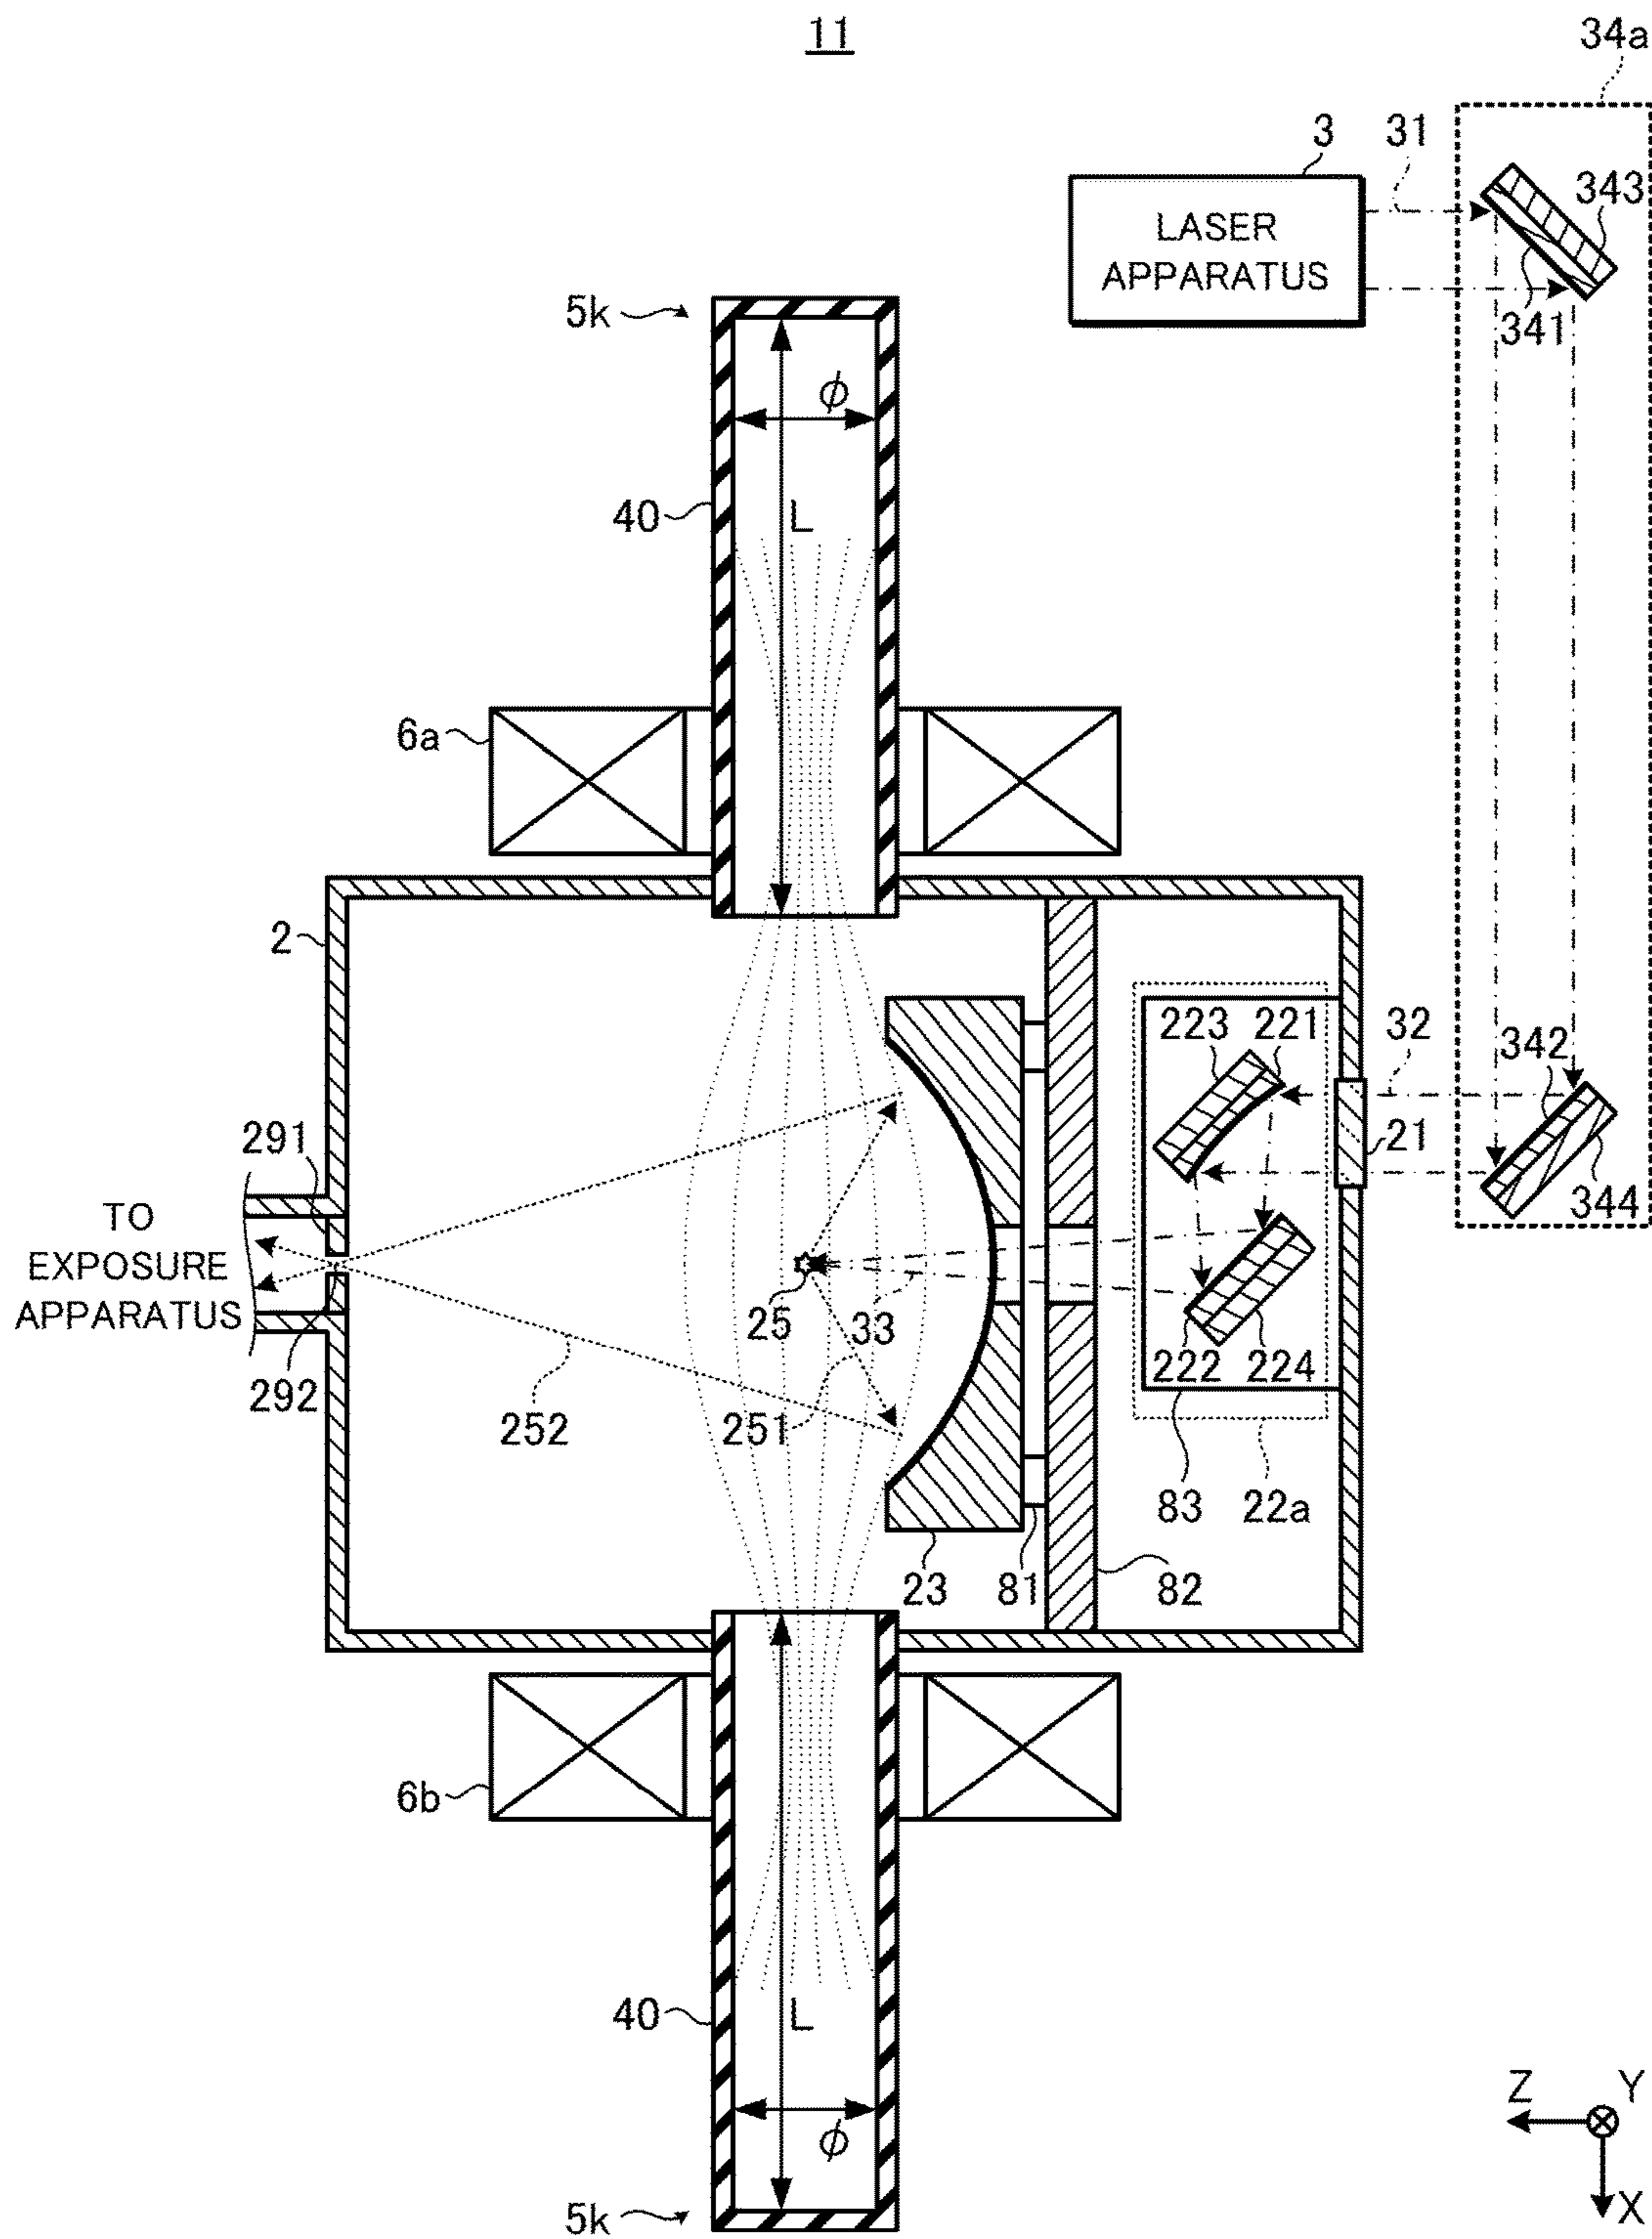 11
34a
3
31
343
LASER
APPARATUS
341
5k
ϕ
40
L
6a
2
223
221
32
342
291
21
344
TO
EXPOSURE
APPARATUS
25
33
222
224
292
252
251
83
22a
23
81
82
6b
40
L
Z
Y
ϕ
5k
X